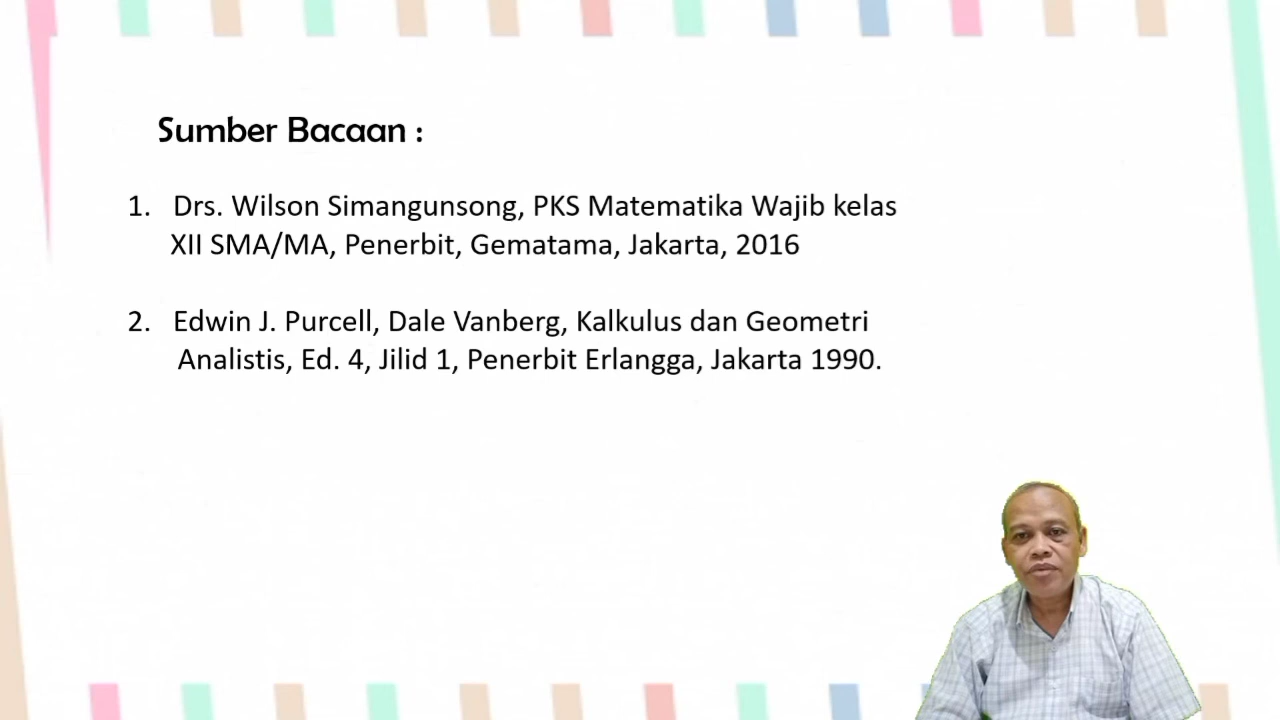 Sumber Bacaan :
1. Drs. Wilson Simangunsong, PKS Matematika Wajib kelas
XII SMA/MA, Penerbit, Gematama, Jakarta, 2016
2. Edwin J. Purcell, Dale Vanberg, Kalkulus dan Geometri
Analistis, Ed. 4, Jilid 1, Penerbit Erlangga, Jakarta 1990.